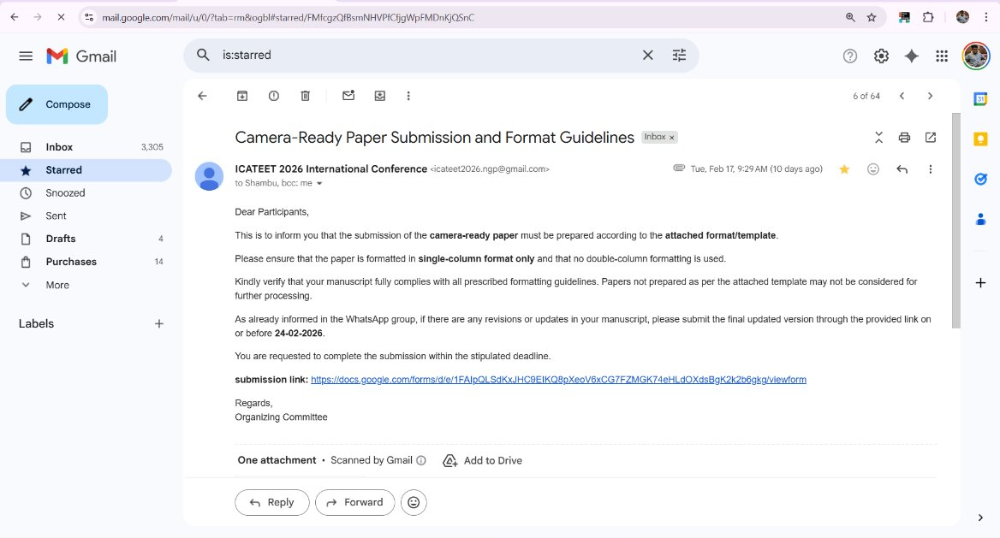 mail.google.com/mail/u/0/?tab=rm&ogbl#starred/FMfcgzQfBsmNHVPfCfjgWpFMDnKjQSnC
Gmail
is:starred
Compose
6 of 64
Inbox 3,305
Starred
Snoozed
Sent
Drafts 4
Purchases 14
More
Labels
Camera-Ready Paper Submission and Format Guidelines Inbox x
ICATEET 2026 International Conference <icateet2026.ngp@gmail.com> Tue, Feb 17, 9:29 AM (10 days ago)
to Shambu, bcc: me
Dear Participants,
This is to inform you that the submission of the camera-ready paper must be prepared according to the attached format/template.
Please ensure that the paper is formatted in single-column format only and that no double-column formatting is used.
Kindly verify that your manuscript fully complies with all prescribed formatting guidelines. Papers not prepared as per the attached template may not be considered for
further processing.
As already informed in the WhatsApp group, if there are any revisions or updates in your manuscript, please submit the final updated version through the provided link on
or before 24-02-2026.
You are requested to complete the submission within the stipulated deadline.
submission link: https://docs.google.com/forms/d/e/1FAIpQLSdKxJHC9EIKQ8pXeoV6xCG7FZMGK74eHLdOXdsBgK2k2b6gkg/viewform
Regards,
Organizing Committee
One attachment • Scanned by Gmail
Add to Drive
Reply
Forward
31